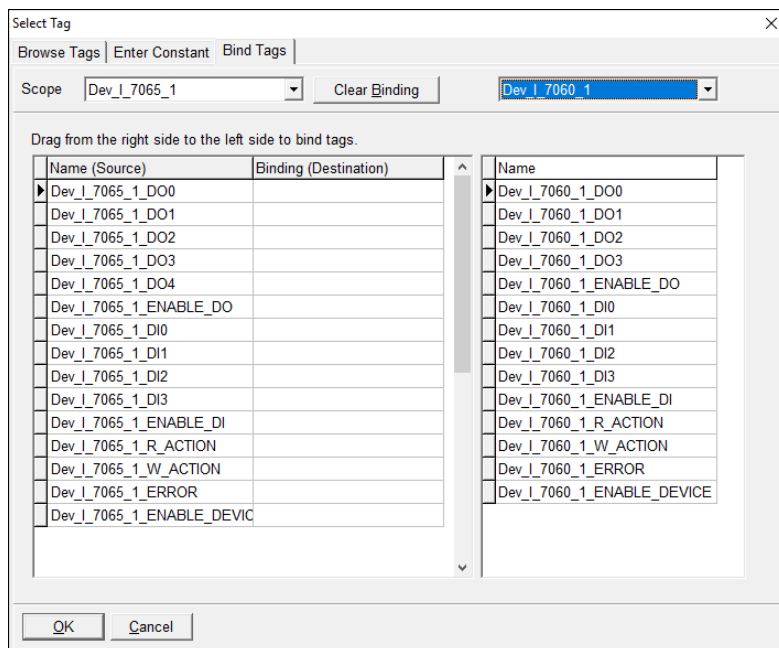 Select Tag
Browse Tags Enter Constant Bind Tags
Scope Dev_I_7065_1 Clear Binding Dev_I_7060_1
Drag from the right side to the left side to bind tags.
Name (Source) Binding (Destination) Name
Dev_I_7065_1_DO0 Dev_I_7060_1_DO0
Dev_I_7065_1_DO1 Dev_I_7060_1_DO1
Dev_I_7065_1_DO2 Dev_I_7060_1_DO2
Dev_I_7065_1_DO3 Dev_I_7060_1_DO3
Dev_I_7065_1_DO4 Dev_I_7060_1_ENABLE_DO
Dev_I_7065_1_ENABLE_DO Dev_I_7060_1_DI0
Dev_I_7065_1_DI0 Dev_I_7060_1_DI1
Dev_I_7065_1_DI1 Dev_I_7060_1_DI2
Dev_I_7065_1_DI2 Dev_I_7060_1_DI3
Dev_I_7065_1_DI3 Dev_I_7060_1_ENABLE_DI
Dev_I_7065_1_ENABLE_DI Dev_I_7060_1_R_ACTION
Dev_I_7065_1_R_ACTION Dev_I_7060_1_W_ACTION
Dev_I_7065_1_W_ACTION Dev_I_7060_1_ERROR
Dev_I_7065_1_ERROR Dev_I_7060_1_ENABLE_DEVICE
Dev_I_7065_1_ENABLE_DEVIC
OK Cancel